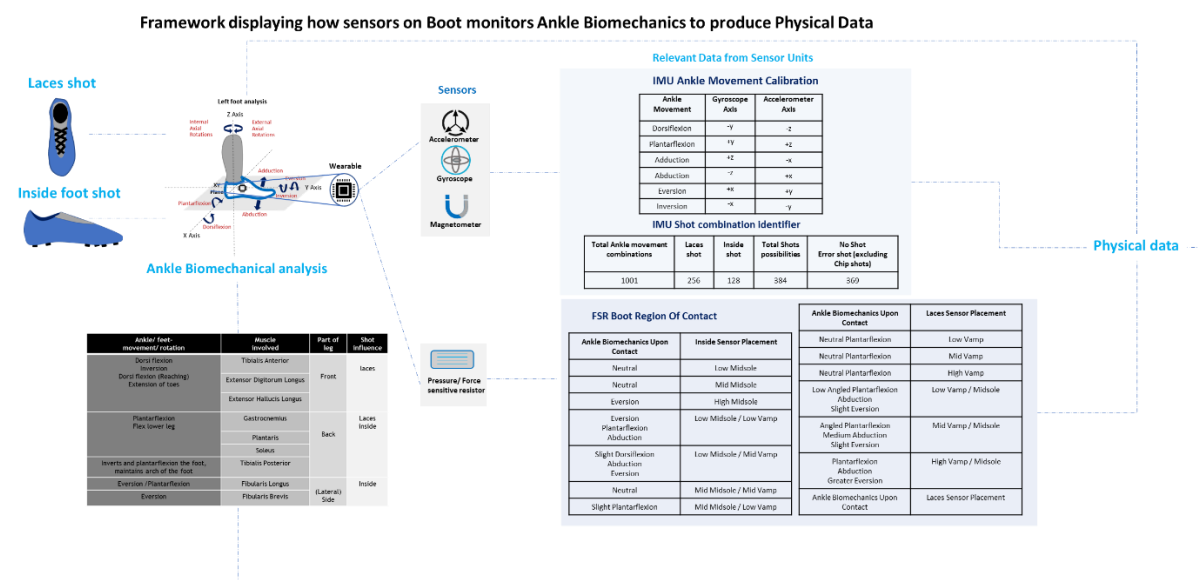 Framework displaying how sensors on Boot monitors Ankle Biomechanics to produce Physical Data
Laces shot
Inside foot shot
Left foot analysis
Z Axis
Internal
Axial
Rotations
External
Axial
Rotations
Adduction
Eversion
XY
Plane
Y Axis
Inversion
Plantarflexion
Abduction
Dorsiflexion
X Axis
Wearable
Ankle Biomechanical analysis
Sensors
Accelerometer
Gyroscope
Magnetometer
Pressure/ Force
sensitive resistor
Relevant Data from Sensor Units
IMU Ankle Movement Calibration
Ankle Movement Gyroscope Axis Accelerometer Axis
Dorsiflexion -y -z
Plantarflexion +y +z
Adduction +z -x
Abduction -z +x
Eversion +x +y
Inversion -x -y
IMU Shot combination identifier
Total Ankle movement combinations Laces shot Inside shot Total Shots possibilities No Shot Error shot (excluding Chip shots)
1001 256 128 384 369
Physical data
FSR Boot Region Of Contact
Ankle Biomechanics Upon Contact Inside Sensor Placement
Neutral Low Midsole
Neutral Mid Midsole
Eversion High Midsole
Eversion Plantarflexion Abduction Low Midsole / Low Vamp
Slight Dorsiflexion Abduction Eversion Low Midsole / Mid Vamp
Neutral Mid Midsole / Mid Vamp
Slight Plantarflexion Mid Midsole / Low Vamp
Ankle Biomechanics Upon Contact Laces Sensor Placement
Neutral Plantarflexion Low Vamp
Neutral Plantarflexion Mid Vamp
Neutral Plantarflexion High Vamp
Low Angled Plantarflexion Abduction Slight Eversion Low Vamp / Midsole
Angled Plantarflexion Medium Abduction Slight Eversion Mid Vamp / Midsole
Plantarflexion Abduction Greater Eversion High Vamp / Midsole
Ankle Biomechanics Upon Contact Laces Sensor Placement
Ankle/ feet- movement/ rotation Muscle involved Part of leg Shot Influence
Dorsi flexion
Inversion
Dorsi flexion (Reaching)
Extension of toes
Tibialis Anterior
Extensor Digitorum Longus
Extensor Hallucis Longus
Front
laces
Plantarflexion
Flex lower leg
Gastrocnemius
Plantaris
Soleus
Back
Laces
Inside
Inverts and plantarflexion the foot,
maintains arch of the foot
Tibialis Posterior
Eversion /Plantarflexion Fibularis Longus
Eversion Fibularis Brevis
(Lateral)
Side
Inside